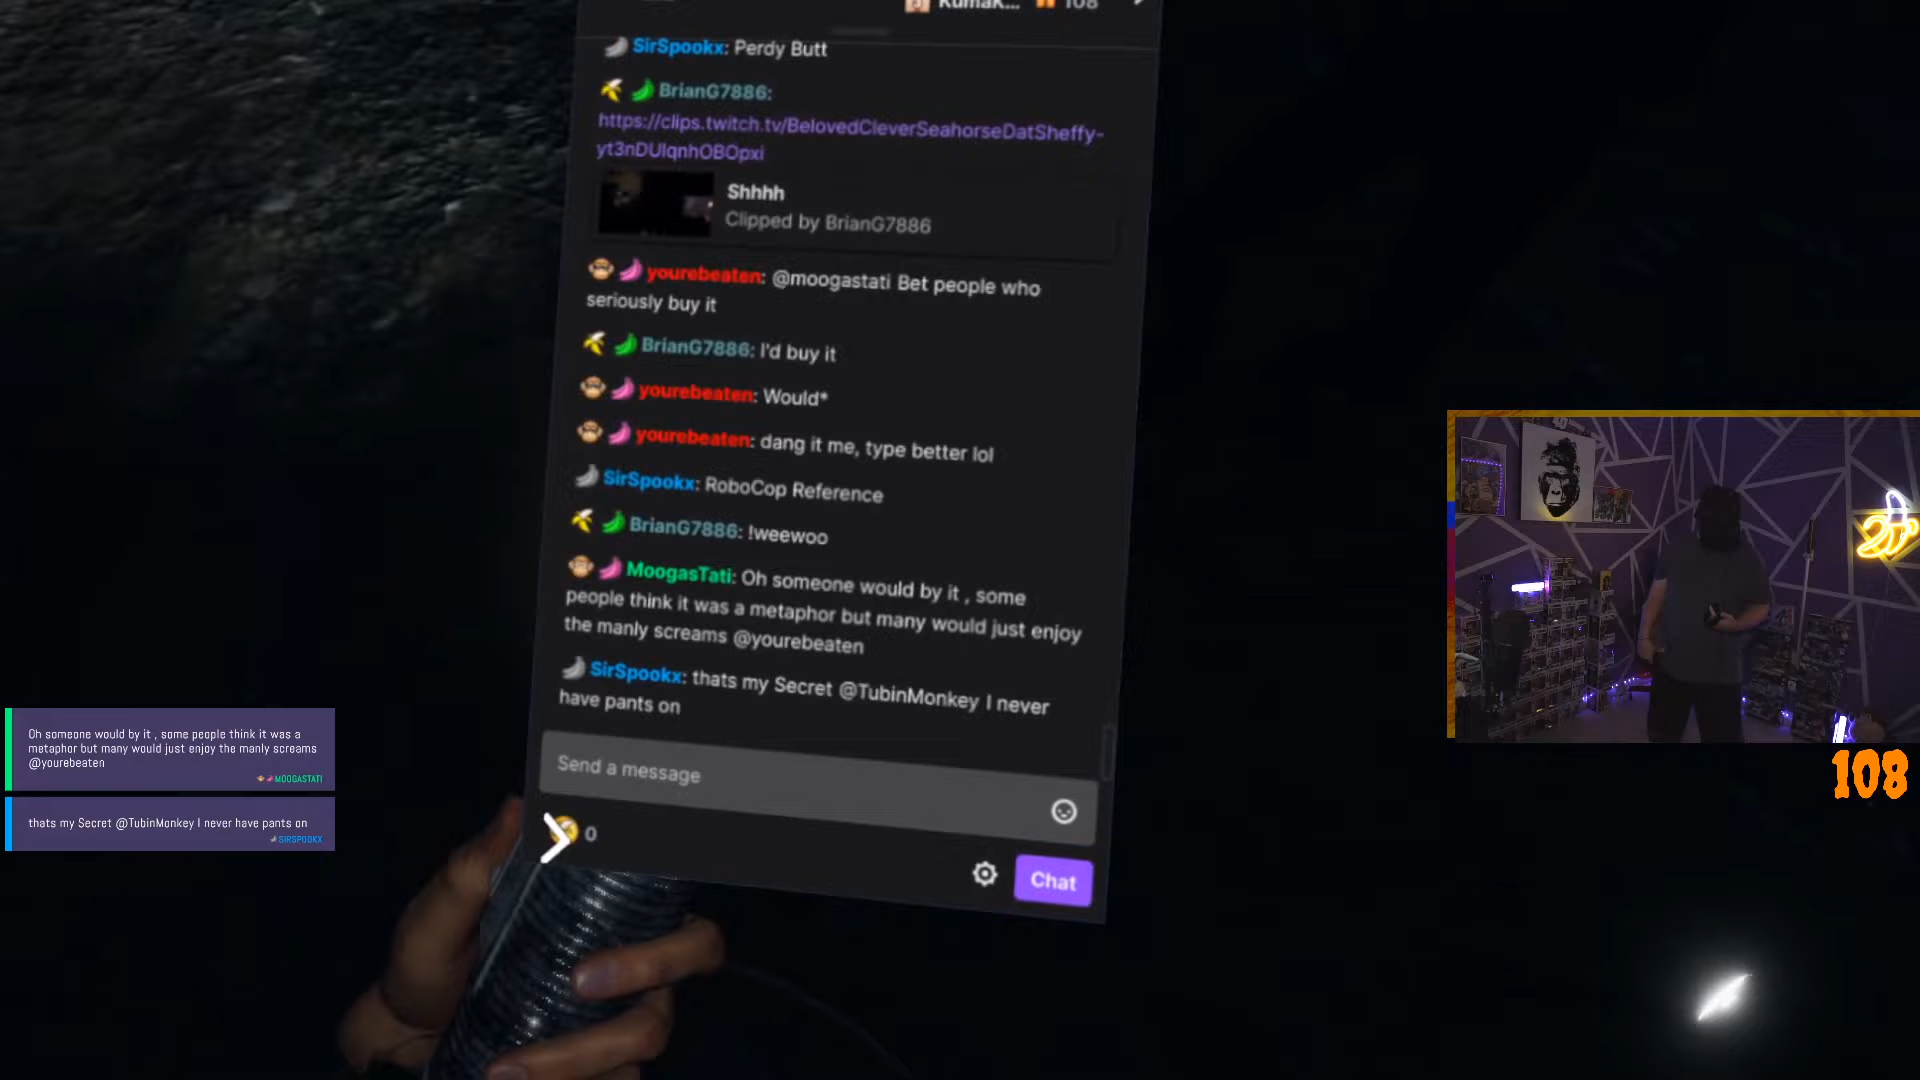 KumaK... 108
SirSpookx: Perdy Butt
BrianG7886:
https://clips.twitch.tv/BelovedCleverSeahorseDatSheffy-
yt3nDUlqnhOBOpxi
Shhhh
Clipped by BrianG7886
yourebeaten: @moogastati Bet people who
seriously buy it
BrianG7886: I'd buy it
yourebeaten: Would*
yourebeaten: dang it me, type better lol
SirSpookx: RoboCop Reference
BrianG7886: !weewoo
MoogasTati: Oh someone would by it , some
people think it was a metaphor but many would just enjoy
the manly screams @yourebeaten
SirSpookx: thats my Secret @TubinMonkey I never
have pants on
Send a message
0
Chat
Oh someone would by it , some people think it was a
metaphor but many would just enjoy the manly screams
@yourebeaten
MOOGASTATI
thats my Secret @TubinMonkey I never have pants on
SIRSPOOKX
108